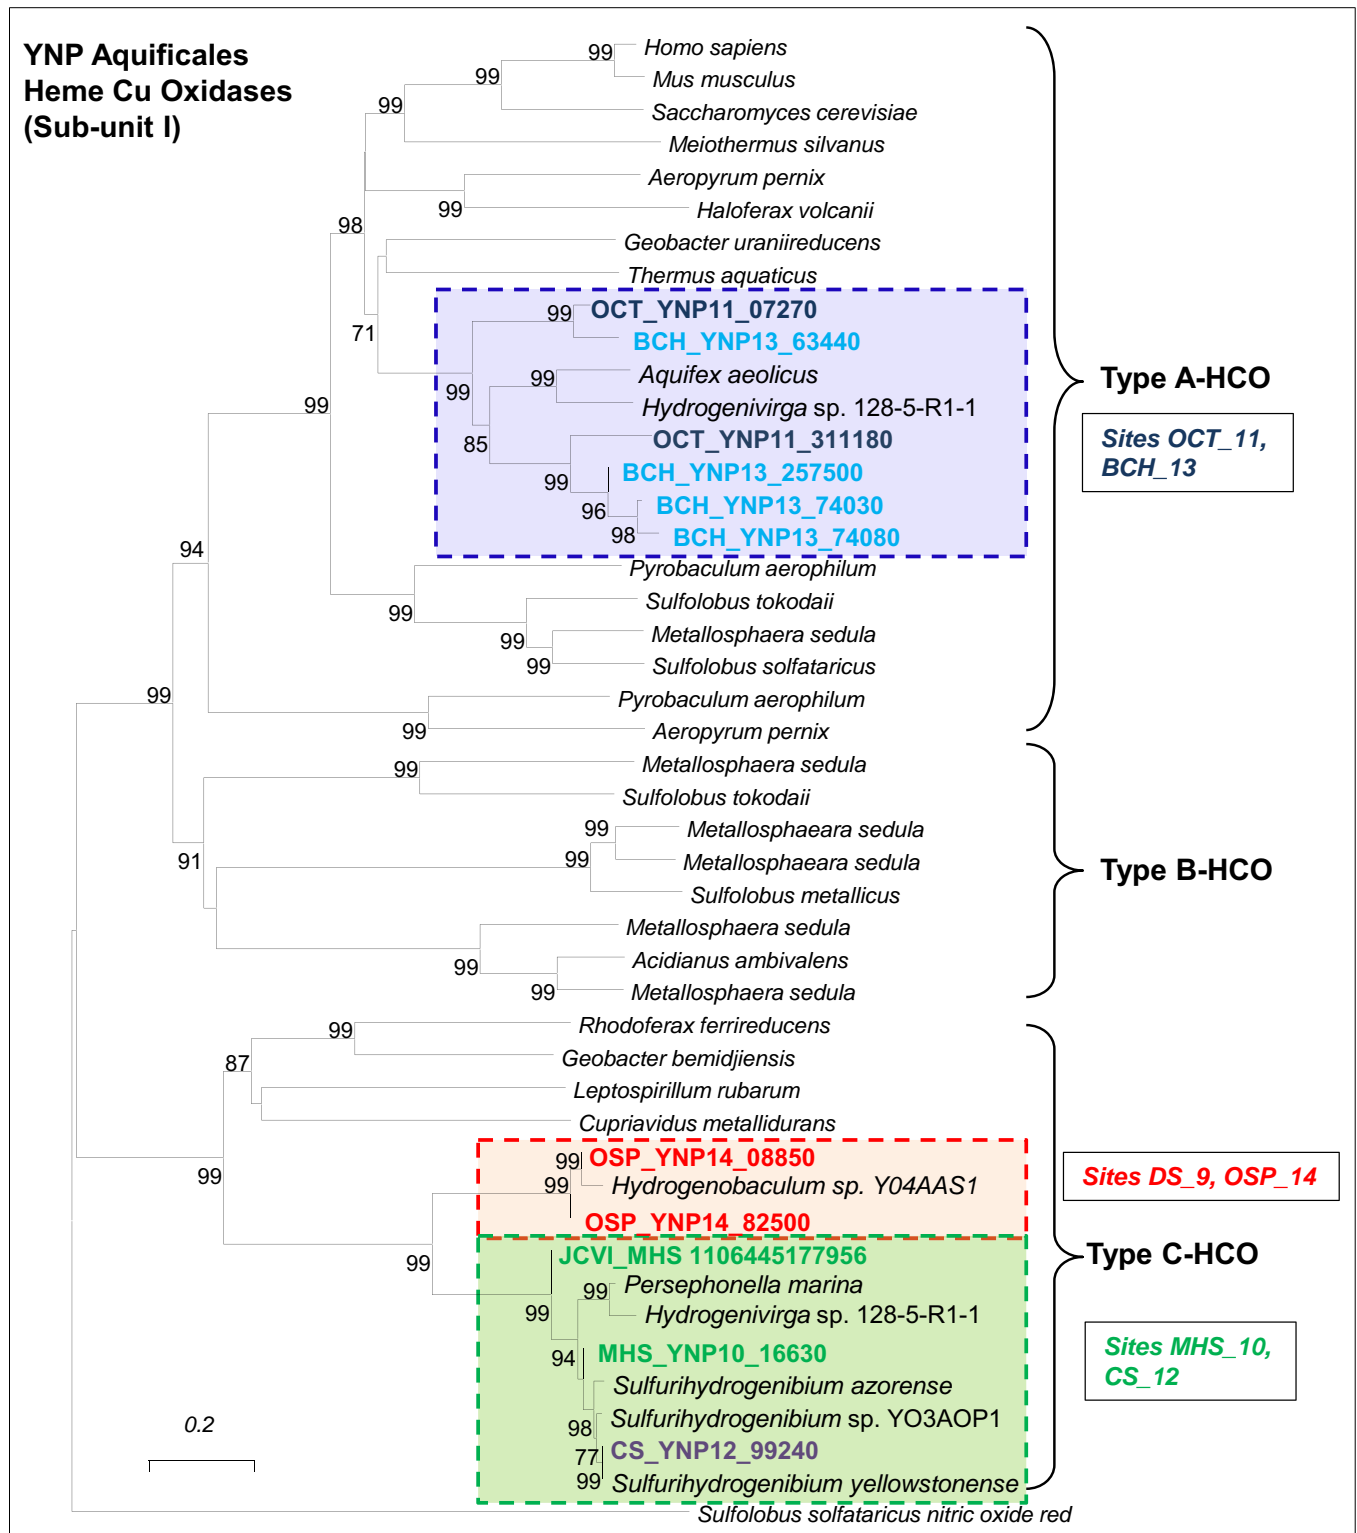 YNP Aquificales
Heme Cu Oxidases
(Sub-unit I)
99 Homo sapiens
99 Mus musculus
99 Saccharomyces cerevisiae
Meiothermus silvanus
Aeropyrum pernix
99 Haloferax volcanii
98
Geobacter uraniireducens
Thermus aquaticus
99 OCT_YNP11_07270
71 BCH_YNP13_63440
99 99 Aquifex aeolicus
99 Hydrogenivirga sp. 128-5-R1-1
85 OCT_YNP11_311180
99 BCH_YNP13_257500
96 BCH_YNP13_74030
98 BCH_YNP13_74080
94
Pyrobaculum aerophilum
99 Sulfolobus tokodaii
99 Metallosphaera sedula
99 Sulfolobus solfataricus
99 Pyrobaculum aerophilum
99 Aeropyrum pernix
Type A-HCO
Sites OCT_11,
BCH_13
99 Metallosphaera sedula
Sulfolobus tokodaii
99 Metallosphaeara sedula
91 99 Metallosphaeara sedula
Sulfolobus metallicus
Metallosphaera sedula
99 Acidianus ambivalens
99 Metallosphaera sedula
Type B-HCO
99 Rhodoferax ferrireducens
87 Geobacter bemidjiensis
Leptospirillum rubarum
Cupriavidus metallidurans
99 99 OSP_YNP14_08850
99 Hydrogenobaculum sp. Y04AAS1
OSP_YNP14_82500
Sites DS_9, OSP_14
99 JCVI_MHS 1106445177956
99 Persephonella marina
99 Hydrogenivirga sp. 128-5-R1-1
94 MHS_YNP10_16630
Sulfurihydrogenibium azorense
98 Sulfurihydrogenibium sp. YO3AOP1
77 CS_YNP12_99240
99 Sulfurihydrogenibium yellowstonense
Type C-HCO
Sites MHS_10,
CS_12
0.2
Sulfolobus solfataricus nitric oxide red